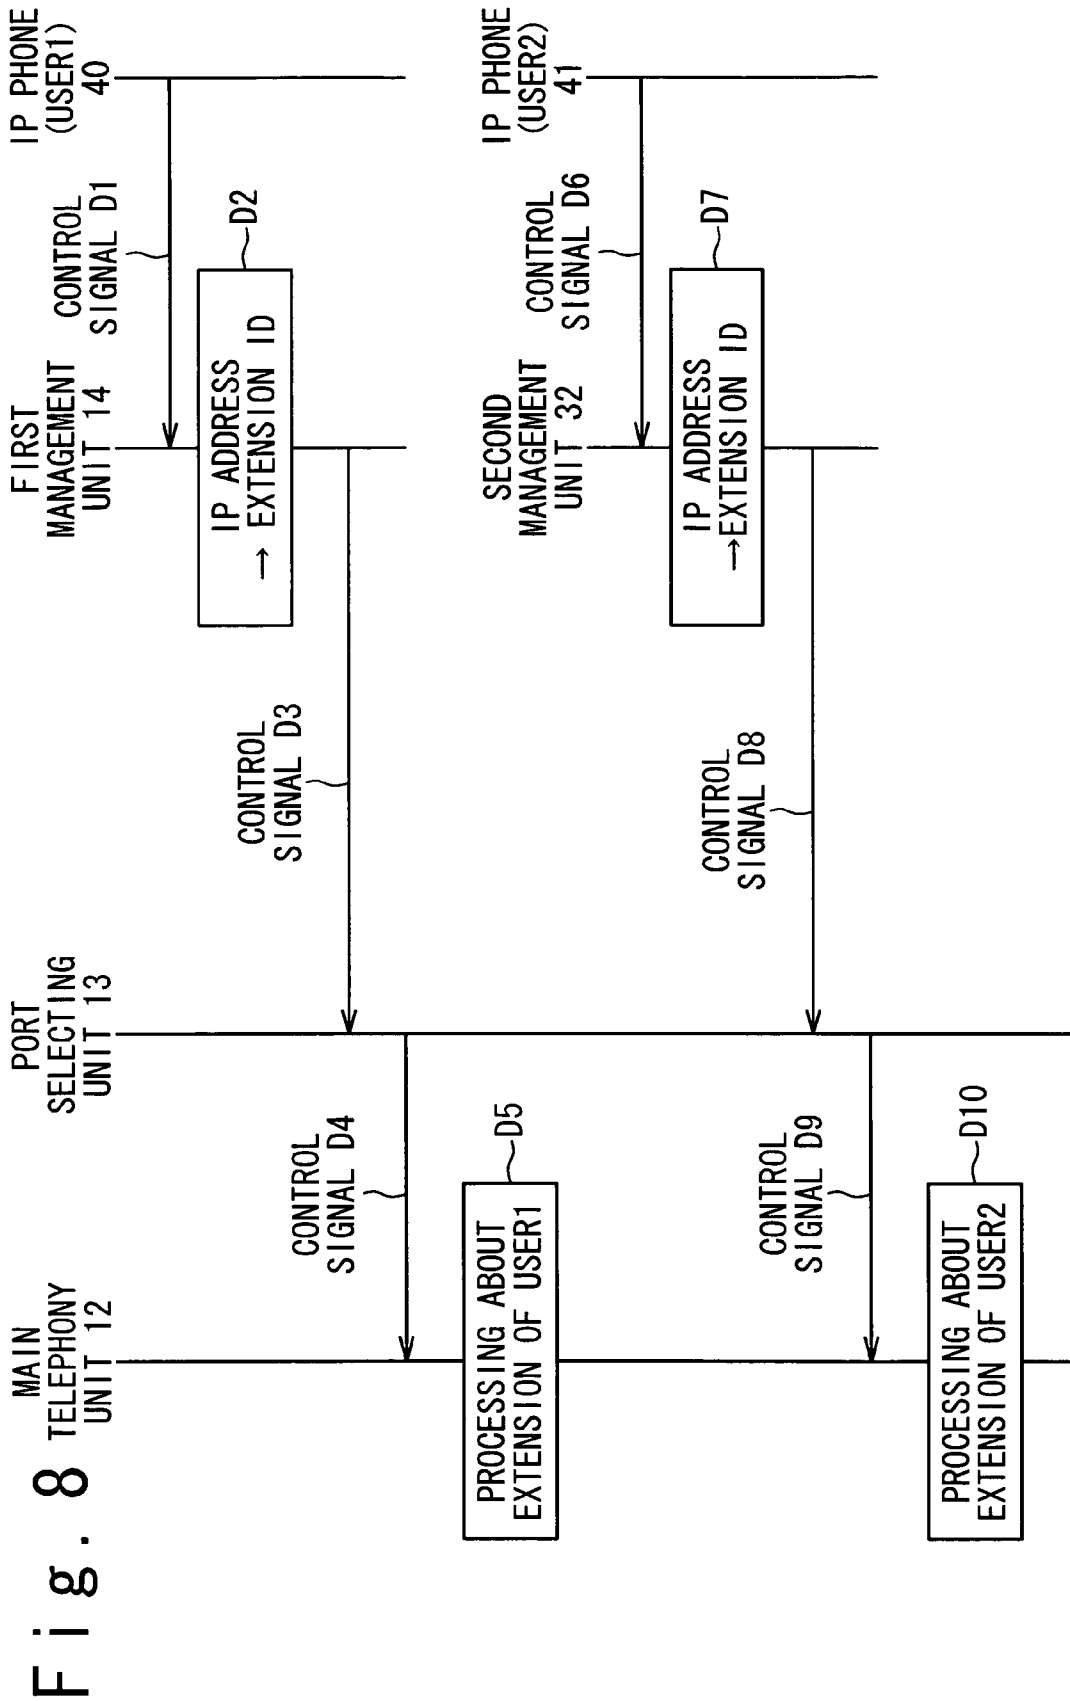 Fig. 8
MAIN
TELEPHONY
UNIT 12
PORT
SELECTING
UNIT 13
FIRST
MANAGEMENT
UNIT 14
IP PHONE
(USER1)
40
CONTROL
SIGNAL D1
D2
IP ADDRESS
→ EXTENSION ID
CONTROL
SIGNAL D3
CONTROL
SIGNAL D4
D5
PROCESSING ABOUT
EXTENSION OF USER1
SECOND
MANAGEMENT
UNIT 32
IP PHONE
(USER2)
41
CONTROL
SIGNAL D6
D7
IP ADDRESS
→EXTENSION ID
CONTROL
SIGNAL D8
CONTROL
SIGNAL D9
D10
PROCESSING ABOUT
EXTENSION OF USER2